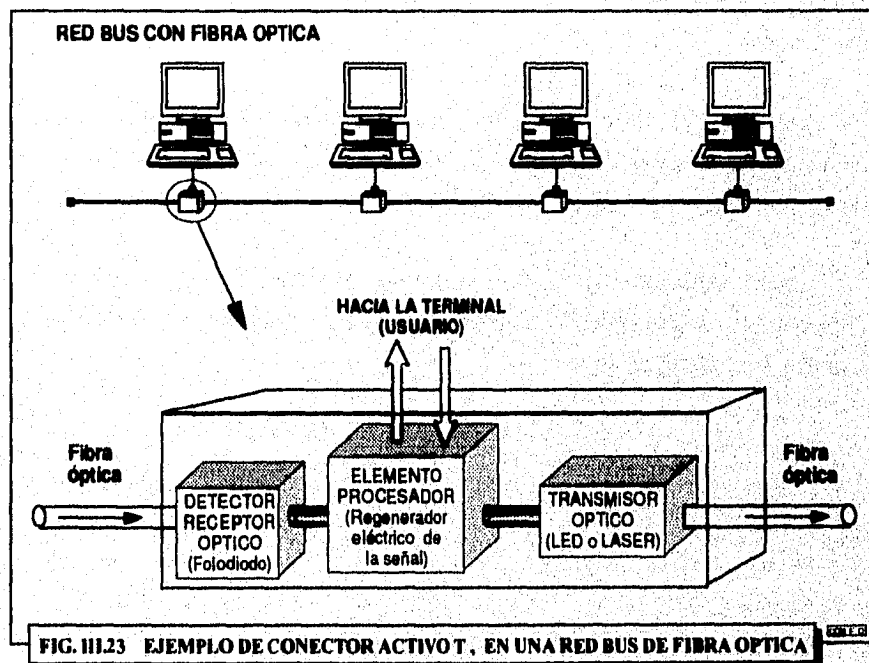 RED BUS CON FIBRA OPTICA
HACIA LA TERMINAL
(USUARIO)
Fibra
óptica
DETECTOR
RECEPTOR
OPTICO
(Fotodiodo)
ELEMENTO
PROCESADOR
(Regenerador
eléctrico de
la señal)
TRANSMISOR
OPTICO
(LED o LASER)
Fibra
óptica
FIG. III.23 EJEMPLO DE CONECTOR ACTIVO T , EN UNA RED BUS DE FIBRA OPTICA